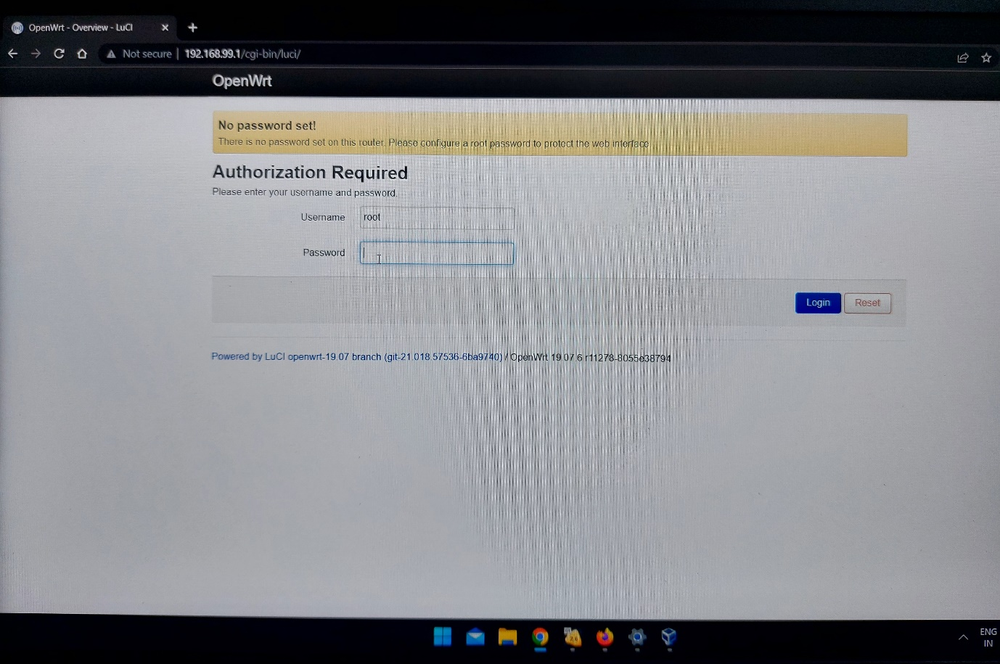 OpenWrt - Overview - LuCI
Not secure | 192.168.99.1/cgi-bin/luci/
OpenWrt
No password set!
There is no password set on this router. Please configure a root password to protect the web interface.
Authorization Required
Please enter your username and password.
Username root
Password
Login Reset
Powered by LuCI openwrt-19.07 branch (git-21.018.57536-6ba9740) / OpenWrt 19.07.6 r11278-8055e38794
ENG
IN